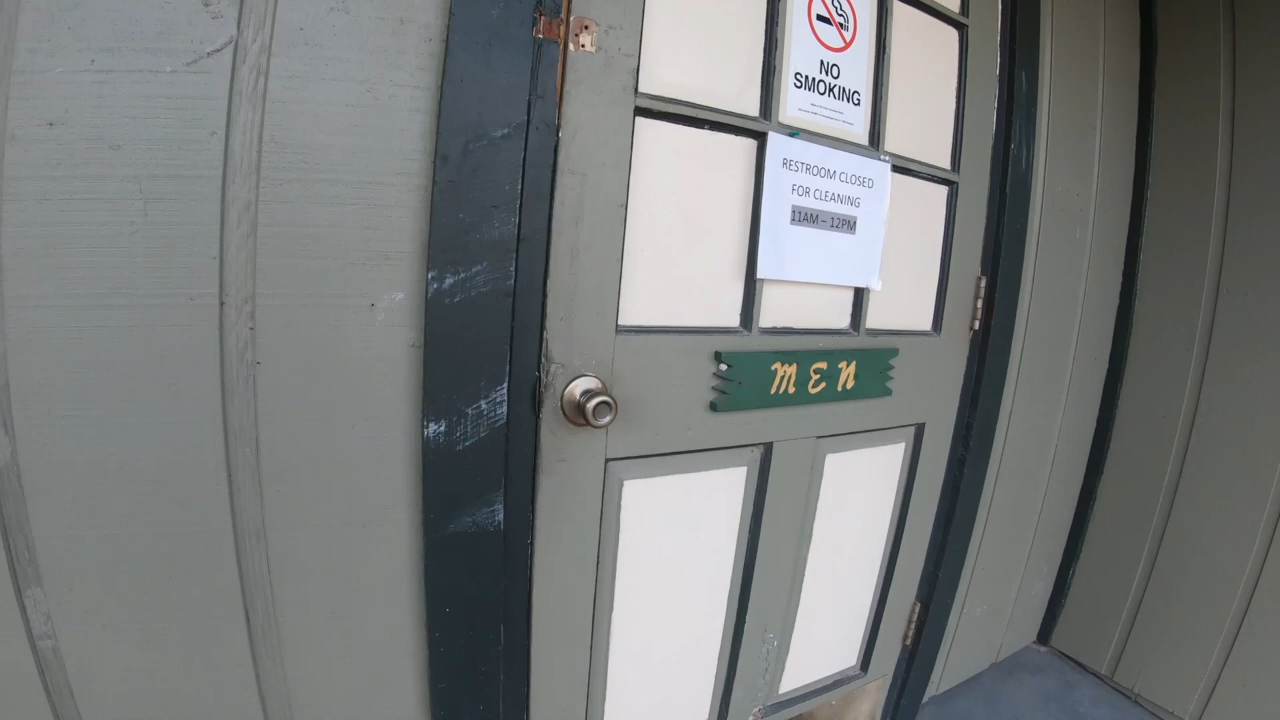 NO
SMOKING
RESTROOM CLOSED
FOR CLEANING
11AM – 12PM
MEN